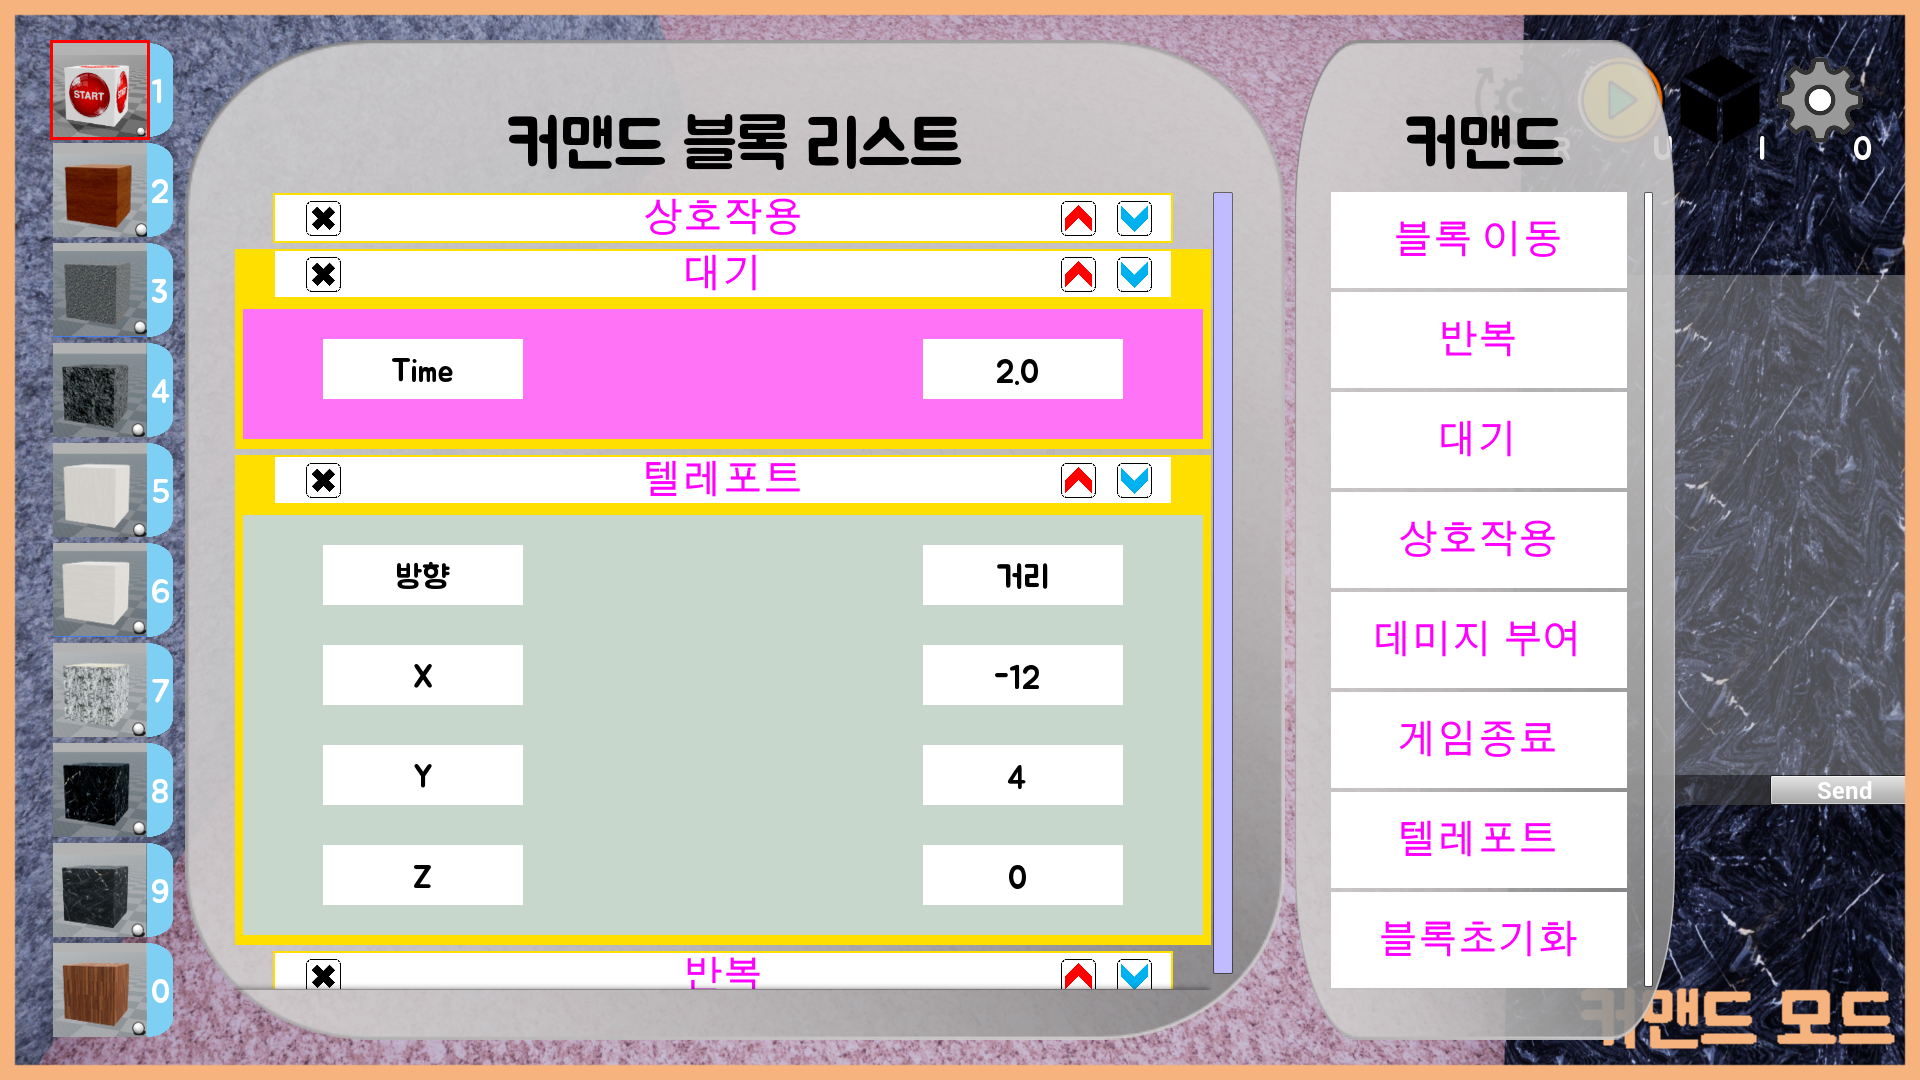 START
1
2
3
4
5
6
7
8
9
0
커맨드 블록 리스트
상호작용
대기
Time 2.0
텔레포트
방향 거리
X -12
Y 4
Z 0
반복
커맨드
블록 이동
반복
대기
상호작용
데미지 부여
게임종료
텔레포트
블록초기화
R U I O
Send
커맨드 모드